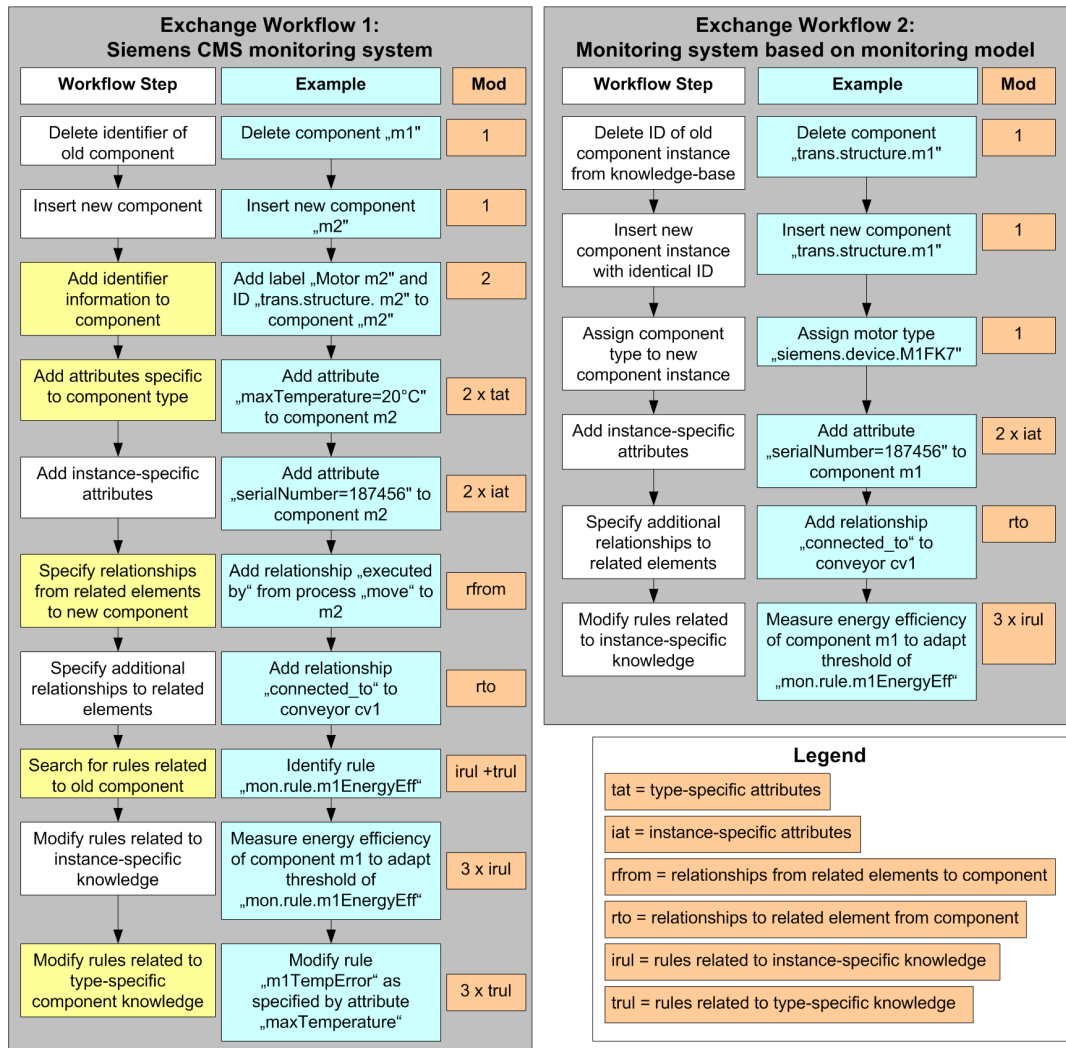 Exchange Workflow 1:
Siemens CMS monitoring system
Workflow Step
Example
Mod
Delete identifier of
old component
Delete component „m1"
1
Insert new component
Insert new component
„m2"
1
Add identifier
information to
component
Add label „Motor m2" and
ID „trans.structure. m2" to
component „m2"
2
Add attributes specific
to component type
Add attribute
„maxTemperature=20°C"
to component m2
2 x tat
Add instance-specific
attributes
Add attribute
„serialNumber=187456" to
component m2
2 x iat
Specify relationships
from related elements
to new component
Add relationship „executed
by“ from process „move“ to
m2
rfrom
Specify additional
relationships to related
elements
Add relationship
„connected_to“ to
conveyor cv1
rto
Search for rules related
to old component
Identify rule
„mon.rule.m1EnergyEff“
irul +trul
Modify rules related to
instance-specific
knowledge
Measure energy efficiency
of component m1 to adapt
threshold of
„mon.rule.m1EnergyEff“
3 x irul
Modify rules related to
type-specific
component knowledge
Modify rule
„m1TempError“ as
specified by attribute
„maxTemperature“
3 x trul
Exchange Workflow 2:
Monitoring system based on monitoring model
Workflow Step
Example
Mod
Delete ID of old
component instance
from knowledge-base
Delete component
„trans.structure.m1"
1
Insert new
component instance
with identical ID
Insert new component
„trans.structure.m1"
1
Assign component
type to new
component instance
Assign motor type
„siemens.device.M1FK7"
1
Add instance-specific
attributes
Add attribute
„serialNumber=187456" to
component m1
2 x iat
Specify additional
relationships to
related elements
Add relationship
„connected_to“ to
conveyor cv1
rto
Modify rules related
to instance-specific
knowledge
Measure energy efficiency
of component m1 to adapt
threshold of
„mon.rule.m1EnergyEff“
3 x irul
Legend
tat = type-specific attributes
iat = instance-specific attributes
rfrom = relationships from related elements to component
rto = relationships to related element from component
irul = rules related to instance-specific knowledge
trul = rules related to type-specific knowledge